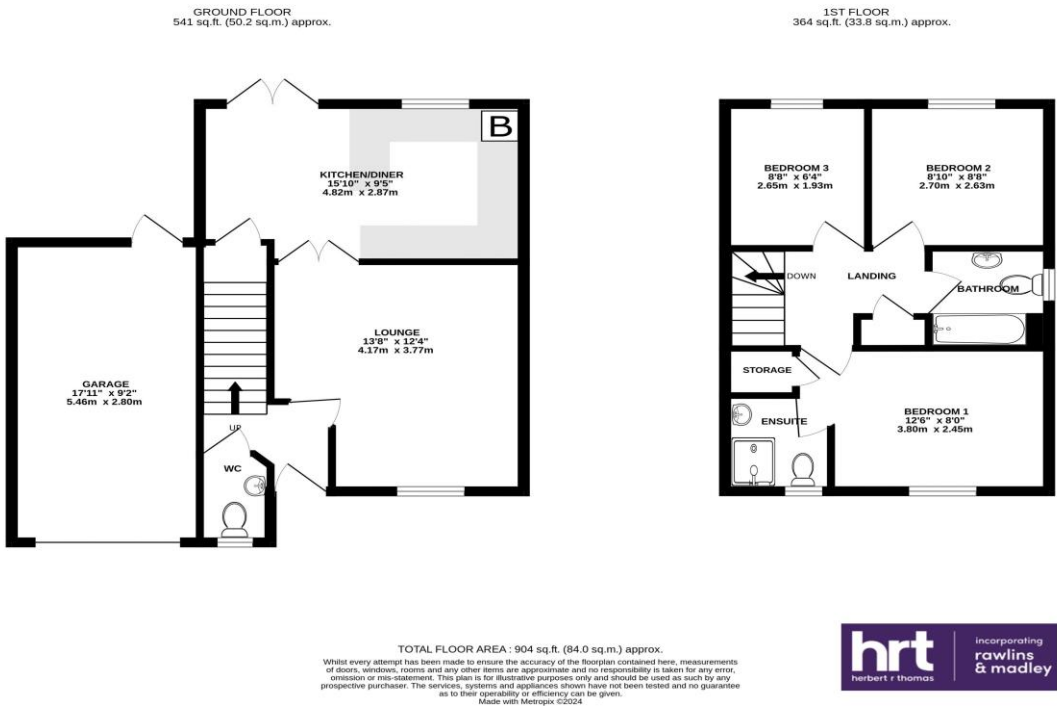 GROUND FLOOR
541 sq.ft. (50.2 sq.m.) approx.
1ST FLOOR
364 sq.ft. (33.8 sq.m.) approx.
B
KITCHEN/DINER
15'10" x 9'5"
4.82m x 2.87m
LOUNGE
13'8" x 12'4"
4.17m x 3.77m
GARAGE
17'11" x 9'2"
5.46m x 2.80m
UP
WC
BEDROOM 3
8'8" x 6'4"
2.65m x 1.93m
BEDROOM 2
8'10" x 8'8"
2.70m x 2.63m
DOWN
LANDING
BATHROOM
STORAGE
ENSUITE
BEDROOM 1
12'6" x 8'0"
3.80m x 2.45m
TOTAL FLOOR AREA : 904 sq.ft. (84.0 sq.m.) approx.
Whilst every attempt has been made to ensure the accuracy of the floorplan contained here, measurements
of doors, windows, rooms and any other items are approximate and no responsibility is taken for any error,
omission or mis-statement. This plan is for illustrative purposes only and should be used as such by any
prospective purchaser. The services, systems and appliances shown have not been tested and no guarantee
as to their operability or efficiency can be given.
Made with Metropix ©2024
hrt
herbert r thomas
incorporating
rawlins
& madley